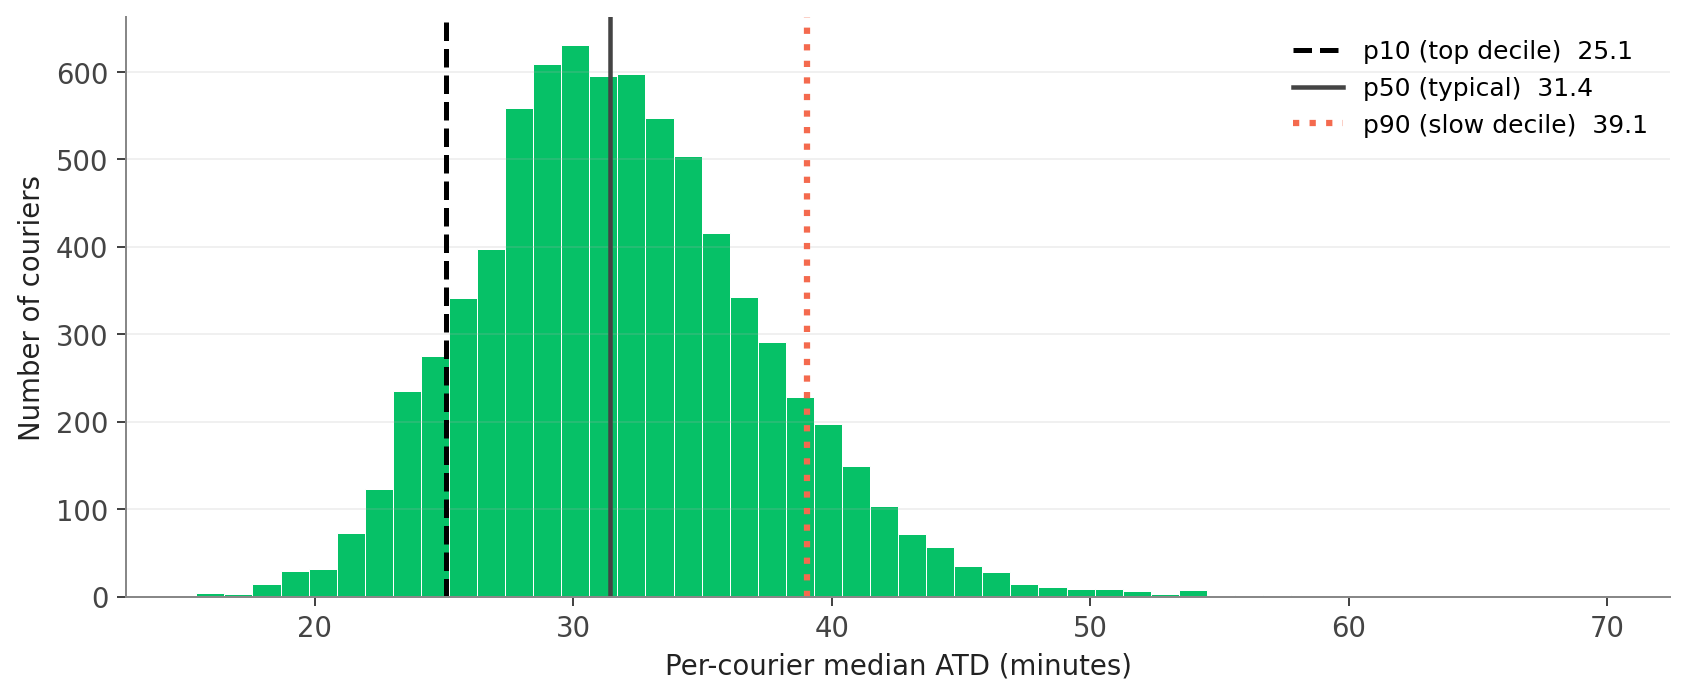 p10 (top decile)  25.1
p50 (typical)  31.4
p90 (slow decile)  39.1
Number of couriers
600
500
400
300
200
100
0
20 30 40 50 60 70
Per-courier median ATD (minutes)